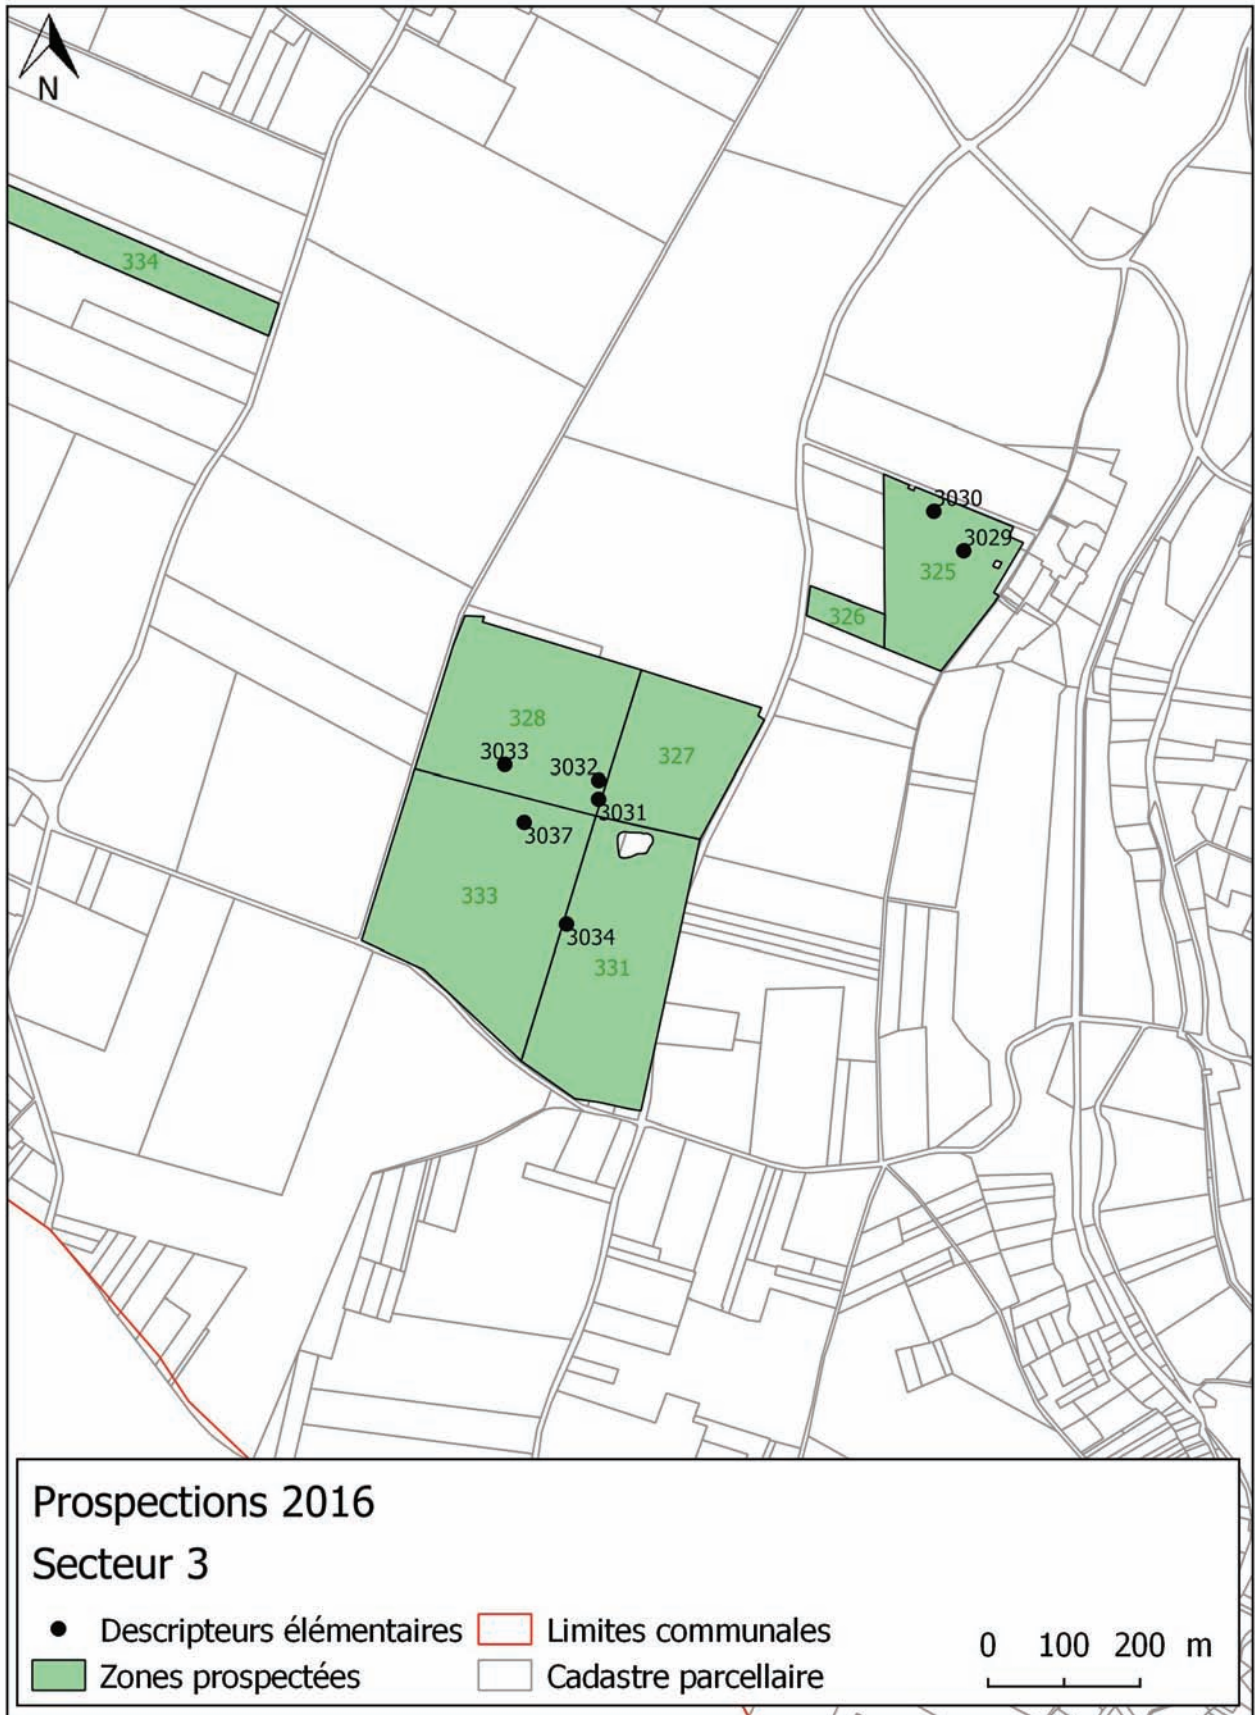 N
334
3030
3029
325
326
328
327
3033
3032
3031
3037
333
3034
331
Prospections 2016
Secteur 3
Descripteurs élémentaires
Limites communales
0 100 200 m
Zones prospectées
Cadastre parcellaire